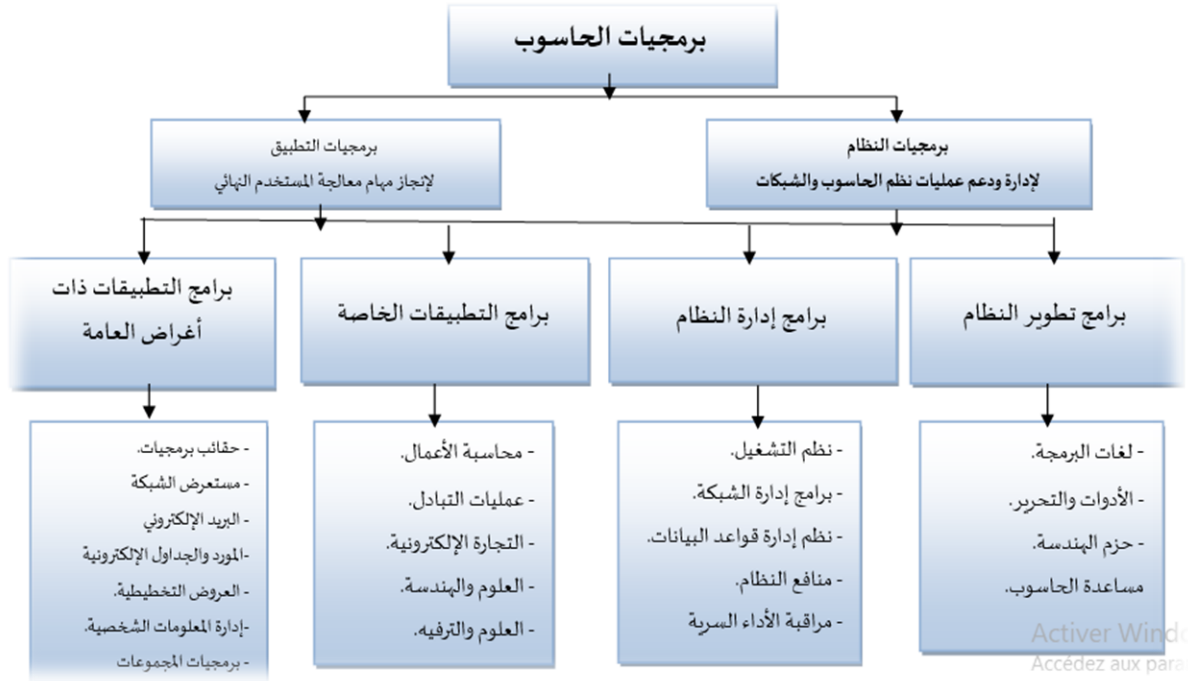 برمجيات الحاسوب
برمجيات النظام
لإدارة ودعم عمليات نظم الحاسوب والشبكات
برمجيات التطبيق
لإنجاز مهام معالجة المستخدم النهائي
برامج تطوير النظام
برامج إدارة النظام
برامج التطبيقات الخاصة
برامج التطبيقات ذات
أغراض العامة
- لغات البرمجة.
- الأدوات والتحرير.
- حزم الهندسة.
مساعدة الحاسوب.
- نظم التشغيل.
- برامج إدارة الشبكة.
- نظم إدارة قواعد البيانات.
- منافع النظام.
- مراقبة الأداء السرية
- محاسبة الأعمال.
- عمليات التبادل.
- التجارة الإلكترونية.
- العلوم والهندسة.
- العلوم والترفيه.
- حقائب برمجيات.
- مستعرض الشبكة
- البريد الإلكتروني
-المورد والجداول الإلكترونية
- العروض التخطيطية.
-إدارة المعلومات الشخصية.
- برمجيات المجموعات
Activer Wind
Accédez aux para